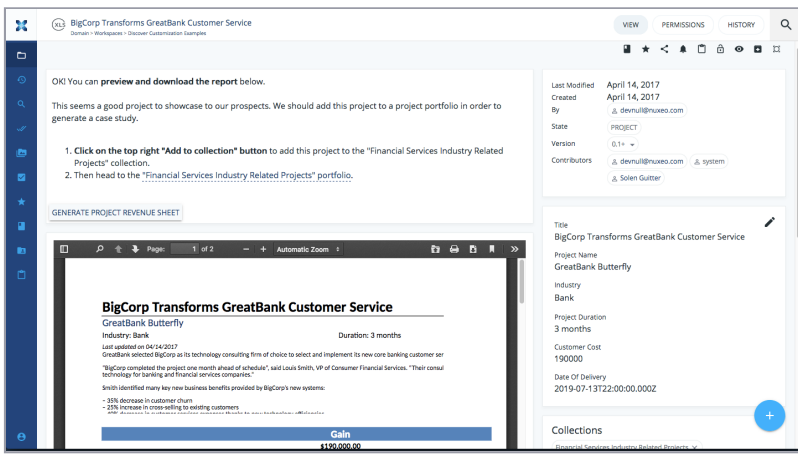 XLS
BigCorp Transforms GreatBank Customer Service
Domain > Workspaces > Discover Customization Examples
VIEW
PERMISSIONS
HISTORY
OK! You can preview and download the report below.
This seems a good project to showcase to our prospects. We should add this project to a project portfolio in order to
generate a case study.
1. Click on the top right "Add to collection" button to add this project to the "Financial Services Industry Related
Projects" collection.
2. Then head to the "Financial Services Industry Related Projects" portfolio.
GENERATE PROJECT REVENUE SHEET
Page: 1 of 2
Automatic Zoom
BigCorp Transforms GreatBank Customer Service
GreatBank Butterfly
Industry: Bank
Duration: 3 months
Last updated on 04/14/2017
GreatBank selected BigCorp as its technology consulting firm of choice to select and implement its new core banking customer ser
"BigCorp completed the project one month ahead of schedule", said Louis Smith, VP of Consumer Financial Services. "Their consul
technology for banking and financial services companies."
Smith identified many key new business benefits provided by BigCorp's new systems:
- 35% decrease in customer churn
- 25% increase in cross-selling to existing customers
Gain
$190,000.00
Last Modified April 14, 2017
Created April 14, 2017
By devnull@nuxeo.com
State PROJECT
Version 0.1+
Contributors devnull@nuxeo.com system
Solen Guitter
Title
BigCorp Transforms GreatBank Customer Service
Project Name
GreatBank Butterfly
Industry
Bank
Project Duration
3 months
Customer Cost
190000
Date Of Delivery
2019-07-13T22:00:00.000Z
Collections
Financial Services Industry Related Projects